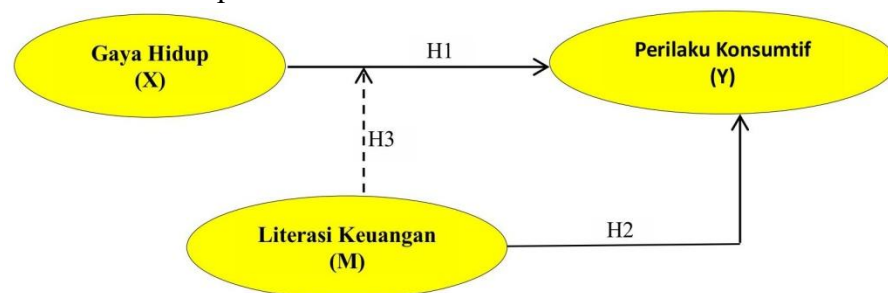 Gaya Hidup
(X)
H1
Perilaku Konsumtif
(Y)
H3
Literasi Keuangan
(M)
H2